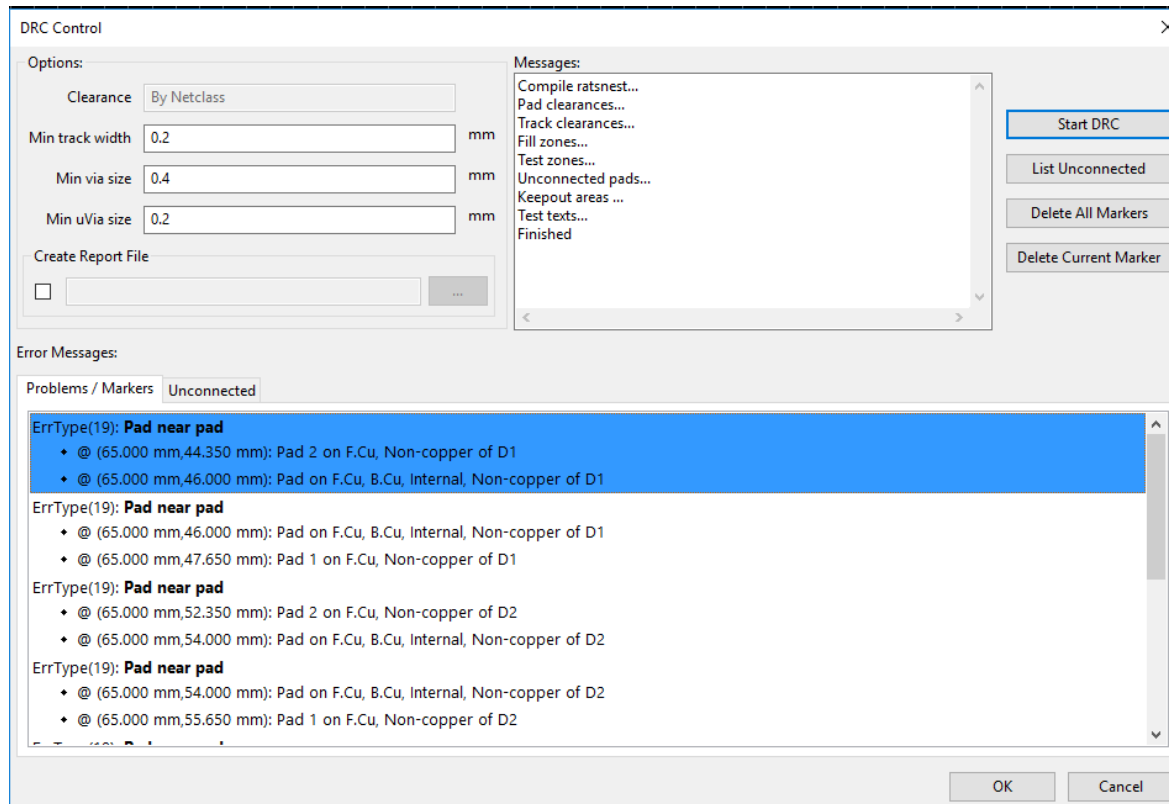 DRC Control
Options:
Clearance By Netclass
Min track width 0.2 mm
Min via size 0.4 mm
Min uVia size 0.2 mm
Create Report File
...
Messages:
Compile ratsnest...
Pad clearances...
Track clearances...
Fill zones...
Test zones...
Unconnected pads...
Keepout areas ...
Test texts...
Finished
Start DRC
List Unconnected
Delete All Markers
Delete Current Marker
Error Messages:
Problems / Markers Unconnected
ErrType(19): Pad near pad
• @ (65.000 mm,44.350 mm): Pad 2 on F.Cu, Non-copper of D1
• @ (65.000 mm,46.000 mm): Pad on F.Cu, B.Cu, Internal, Non-copper of D1
ErrType(19): Pad near pad
• @ (65.000 mm,46.000 mm): Pad on F.Cu, B.Cu, Internal, Non-copper of D1
• @ (65.000 mm,47.650 mm): Pad 1 on F.Cu, Non-copper of D1
ErrType(19): Pad near pad
• @ (65.000 mm,52.350 mm): Pad 2 on F.Cu, Non-copper of D2
• @ (65.000 mm,54.000 mm): Pad on F.Cu, B.Cu, Internal, Non-copper of D2
ErrType(19): Pad near pad
• @ (65.000 mm,54.000 mm): Pad on F.Cu, B.Cu, Internal, Non-copper of D2
• @ (65.000 mm,55.650 mm): Pad 1 on F.Cu, Non-copper of D2
OK Cancel